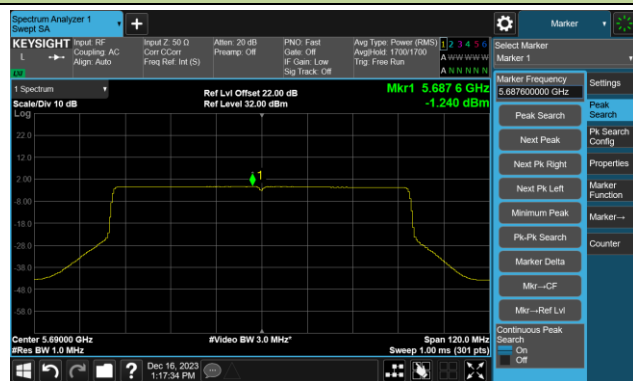 Spectrum Analyzer 1
Swept SA
Marker
KEYSIGHT
L
Input: RF
Coupling: AC
Align: Auto
Input Z: 50 Ω
Corr CCorr
Freq Ref: Int (S)
Atten: 20 dB
Preamp: Off
PNO: Fast
Gate: Off
IF Gain: Low
Sig Track: Off
Avg Type: Power (RMS)
Avg|Hold: 1700/1700
Trig: Free Run
1 2 3 4 5 6
A W W W W W
A N N N N N
Select Marker
Marker 1
1 Spectrum
Scale/Div 10 dB
Log
Ref Lvl Offset 22.00 dB
Ref Level 32.00 dBm
Mkr1 5.687 6 GHz
-1.240 dBm
1
22.0
12.0
2.00
-8.00
-18.0
-28.0
-38.0
-48.0
-58.0
Center 5.69000 GHz
#Res BW 1.0 MHz
#Video BW 3.0 MHz*
Span 120.0 MHz
Sweep 1.00 ms (301 pts)
Marker Frequency
5.687600000 GHz
Peak Search
Next Peak
Next Pk Right
Next Pk Left
Minimum Peak
Pk-Pk Search
Marker Delta
Mkr→CF
Mkr→Ref Lvl
Continuous Peak
Search
On
Off
Settings
Peak
Search
Pk Search
Config
Properties
Marker
Function
Marker→
Counter
Dec 16, 2023
1:17:34 PM